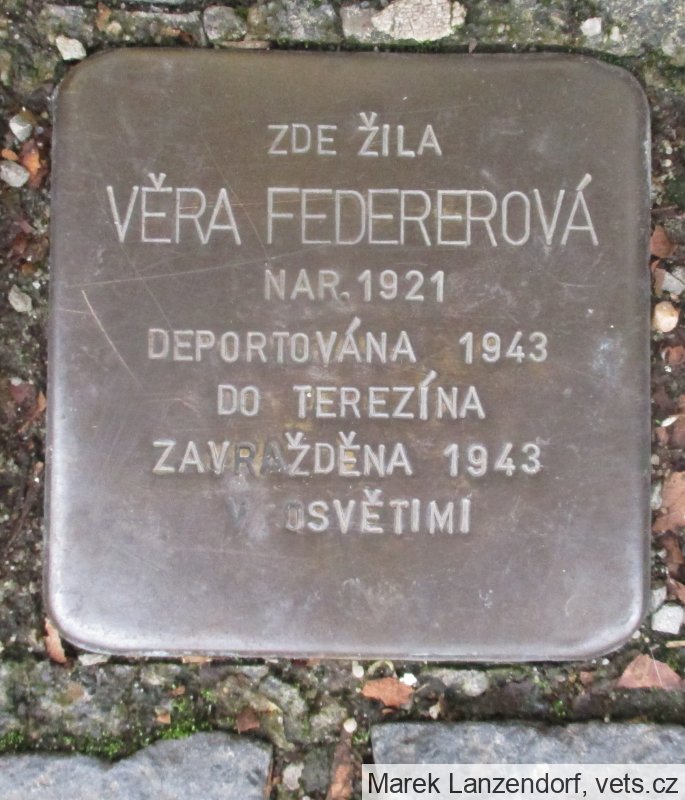 ZDE ŽILA
VĚRA FEDEREROVÁ
NAR. 1921
DEPORTOVÁNA 1943
DO TEREZÍNA
ZAVRAŽDĚNA 1943
V OSVĚTIMI
Marek Lanzendorf, vets.cz